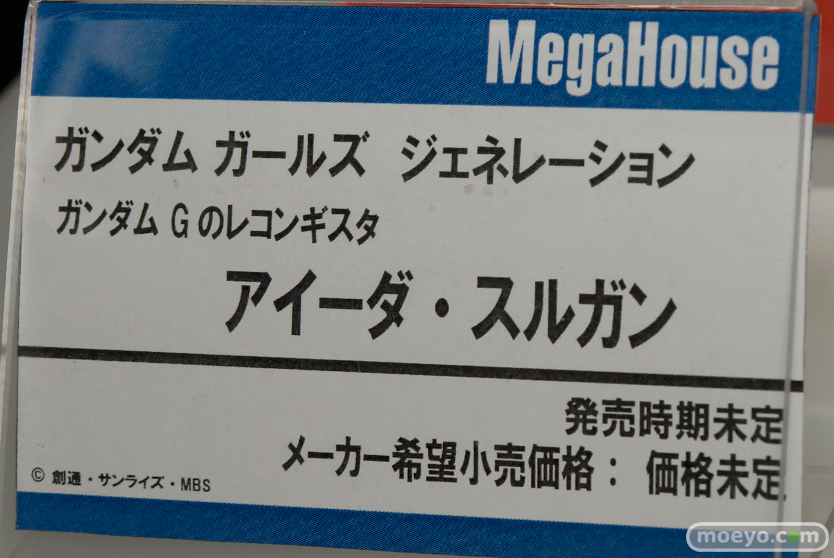 MegaHouse
ガンダム ガールズ ジェネレーション
ガンダム Gのレコンギスタ
アイーダ・スルガン
発売時期未定
メーカー希望小売価格： 価格未定
© 創通・サンライズ・MBS
moeyo.com